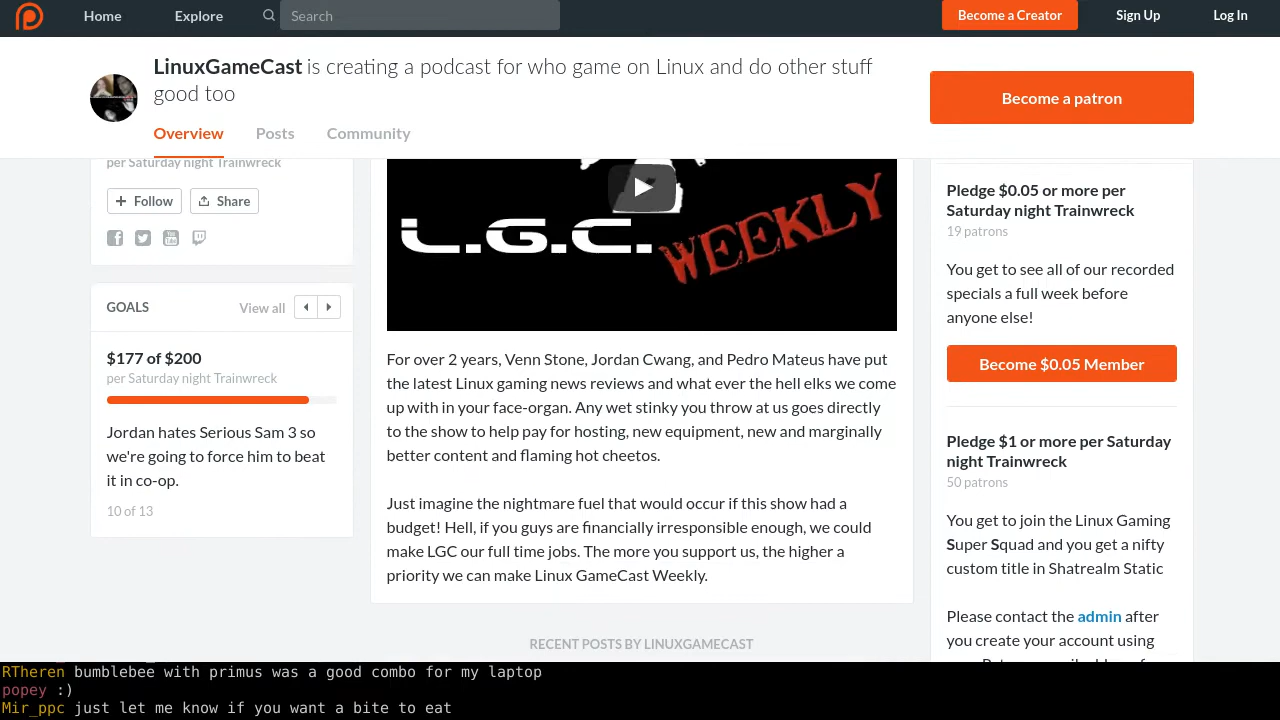 Home
Explore
Search
Become a Creator
Sign Up
Log In
LinuxGameCast is creating a podcast for who game on Linux and do other stuff
good too
Become a patron
Overview
Posts
Community
per Saturday night Trainwreck
Follow
Share
GOALS
View all
$177 of $200
per Saturday night Trainwreck
Jordan hates Serious Sam 3 so
we're going to force him to beat
it in co-op.
10 of 13
L.G.C. WEEKLY
For over 2 years, Venn Stone, Jordan Cwang, and Pedro Mateus have put
the latest Linux gaming news reviews and what ever the hell elks we come
up with in your face-organ. Any wet stinky you throw at us goes directly
to the show to help pay for hosting, new equipment, new and marginally
better content and flaming hot cheetos.
Just imagine the nightmare fuel that would occur if this show had a
budget! Hell, if you guys are financially irresponsible enough, we could
make LGC our full time jobs. The more you support us, the higher a
priority we can make Linux GameCast Weekly.
RECENT POSTS BY LINUXGAMECAST
Pledge $0.05 or more per
Saturday night Trainwreck
19 patrons
You get to see all of our recorded
specials a full week before
anyone else!
Become $0.05 Member
Pledge $1 or more per Saturday
night Trainwreck
50 patrons
You get to join the Linux Gaming
Super Squad and you get a nifty
custom title in Shatrealm Static
Please contact the admin after
you create your account using
RTheren bumblebee with primus was a good combo for my laptop
popey :)
Mir_ppc just let me know if you want a bite to eat